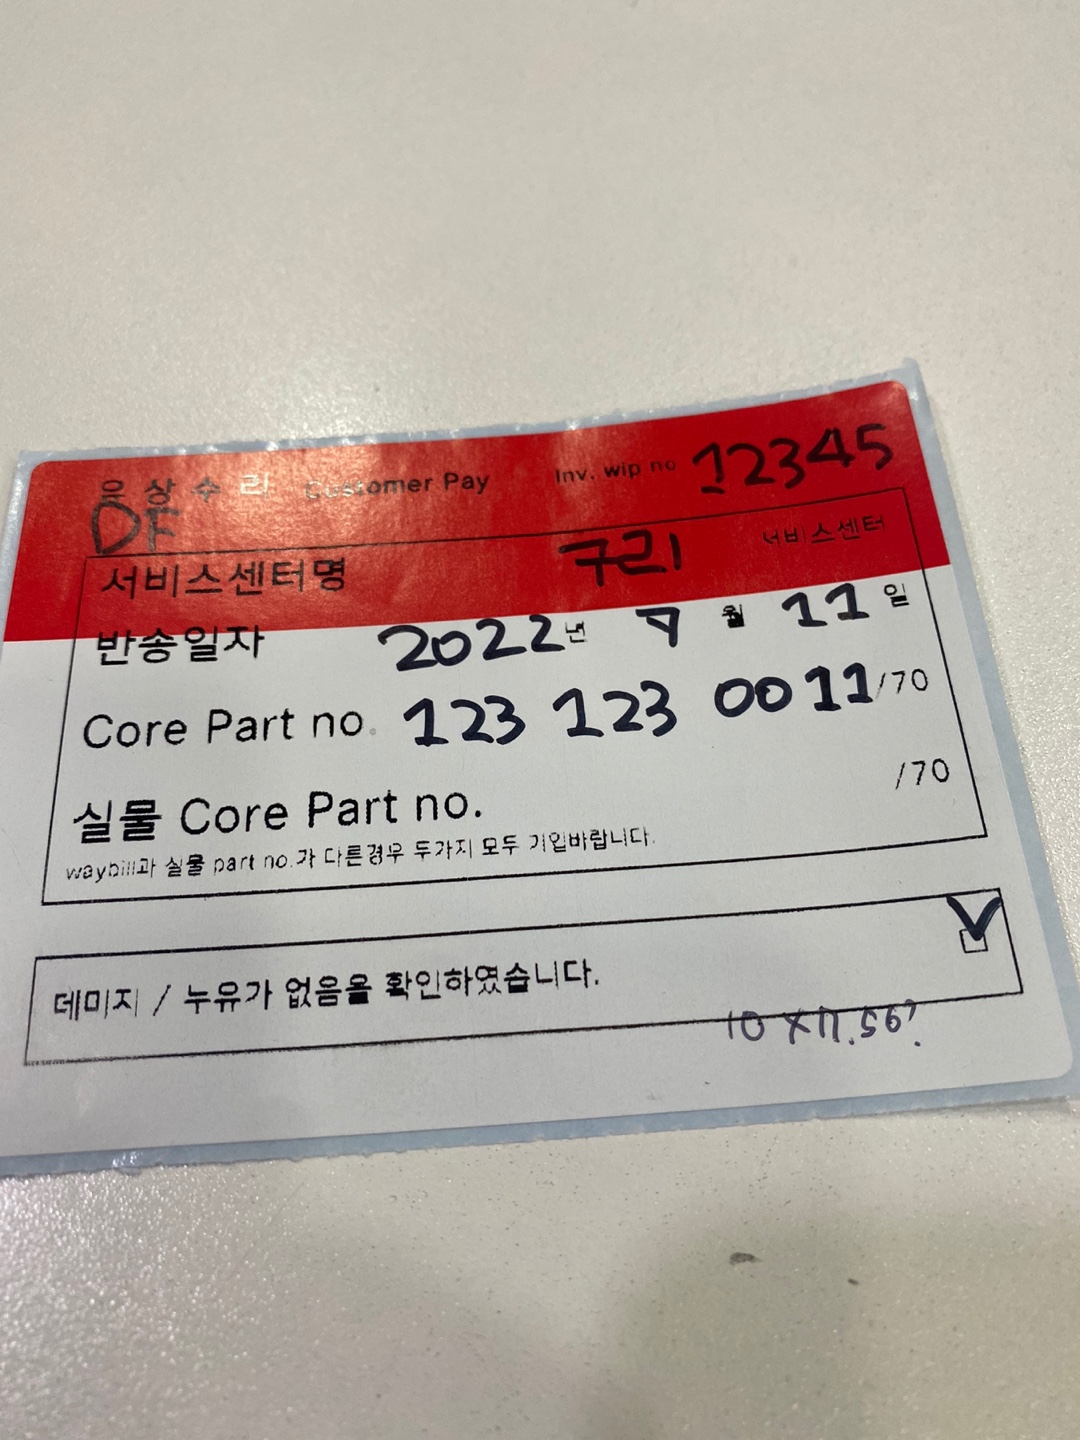 유상수리 Customer Pay Inv. wip no 12345
DF
서비스센터명 구리 서비스센터
반송일자 2022년 7월 11일
Core Part no. 123 123 0011/70
실물 Core Part no. /70
waybill과 실물 part no.가 다른경우 두가지 모두 기입바랍니다.
데미지 / 누유가 없음을 확인하였습니다. V
10 X